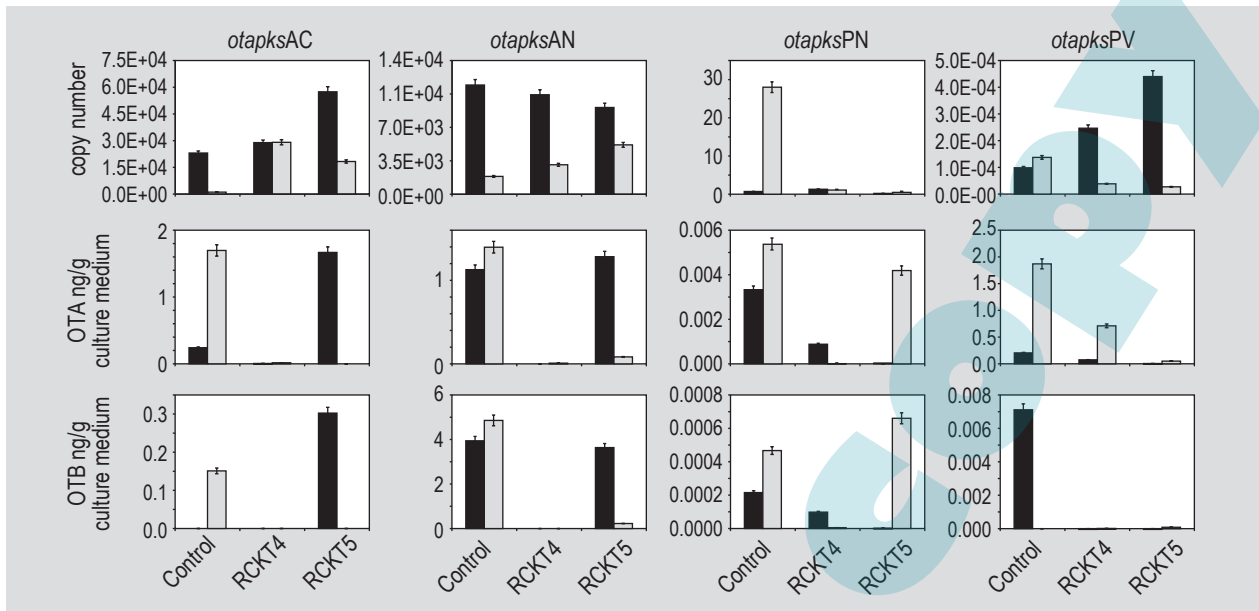 otapksAC
otapksAN
otapksPN
otapksPV
copy number
7.5E+04
6.0E+04
4.5E+04
3.0E+04
1.5E+04
0.0E+00
1.4E+04
1.1E+04
7.0E+03
3.5E+03
0.0E+00
30
20
10
0
5.0E-04
4.0E-04
3.0E-04
2.0E-04
1.0E-04
0.0E-00
OTA ng/g
culture medium
2
1
0
1
0
0.006
0.004
0.002
0.000
2.5
2.0
1.5
1.0
0.5
0.0
OTB ng/g
culture medium
0.3
0.2
0.1
0.0
6
4
2
0
0.0008
0.0006
0.0004
0.0002
0.0000
0.008
0.006
0.004
0.002
0.000
Control
RCKT4
RCKT5
Control
RCKT4
RCKT5
Control
RCKT4
RCKT5
Control
RCKT4
RCKT5
copy